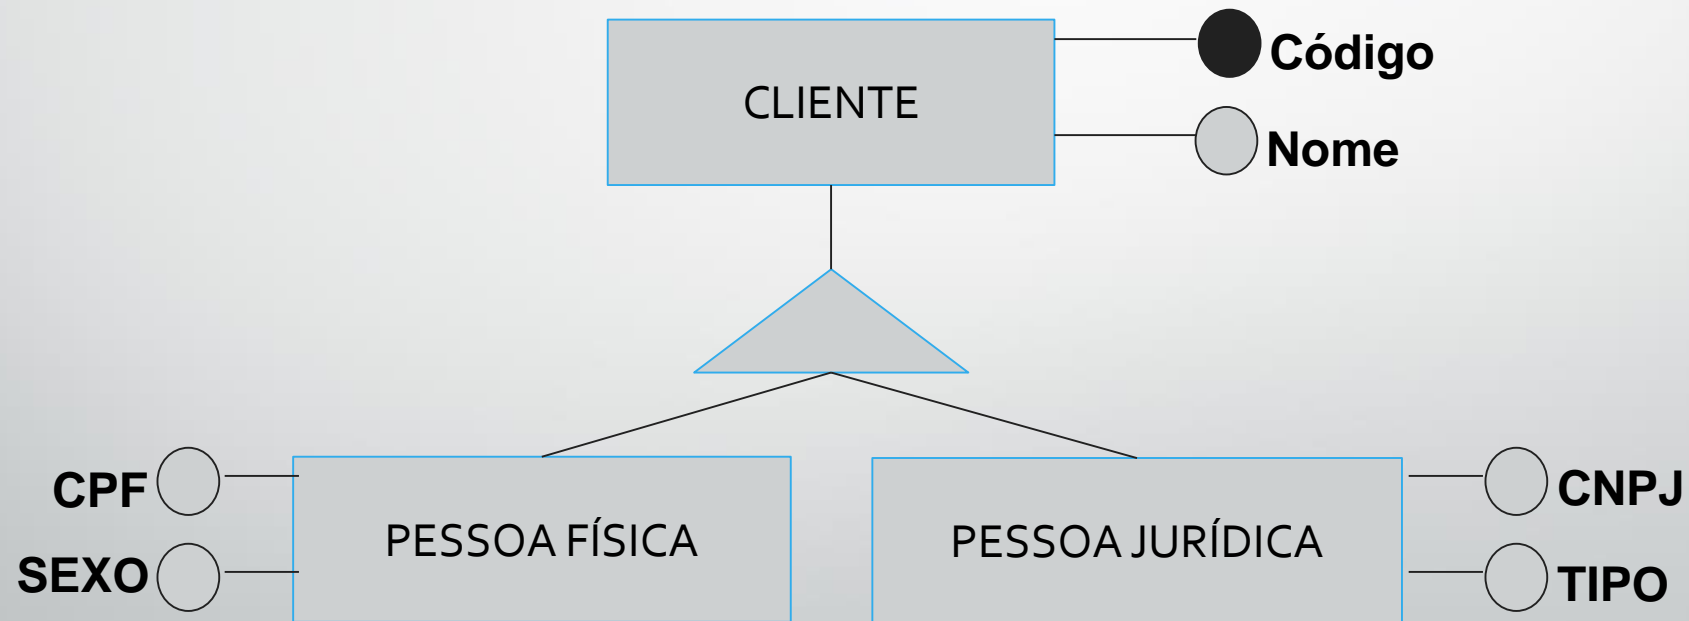 Código
CLIENTE
Nome
CPF
CNPJ
PESSOA FÍSICA
PESSOA JURÍDICA
SEXO
TIPO